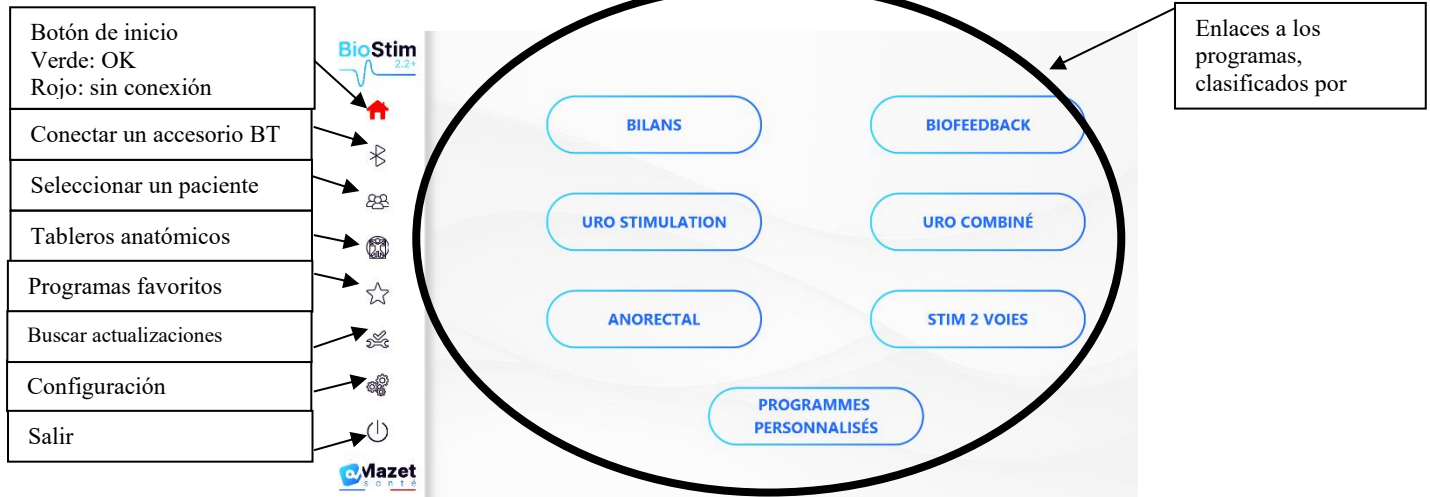 Botón de inicio
Verde: OK
Rojo: sin conexión
Conectar un accesorio BT
Seleccionar un paciente
Tableros anatómicos
Programas favoritos
Buscar actualizaciones
Configuración
Salir
BioStim
2.2+
Mazet
santé
BILANS
BIOFEEDBACK
URO STIMULATION
URO COMBINÉ
ANORECTAL
STIM 2 VOIES
PROGRAMMES
PERSONNALISÉS
Enlaces a los
programas,
clasificados por